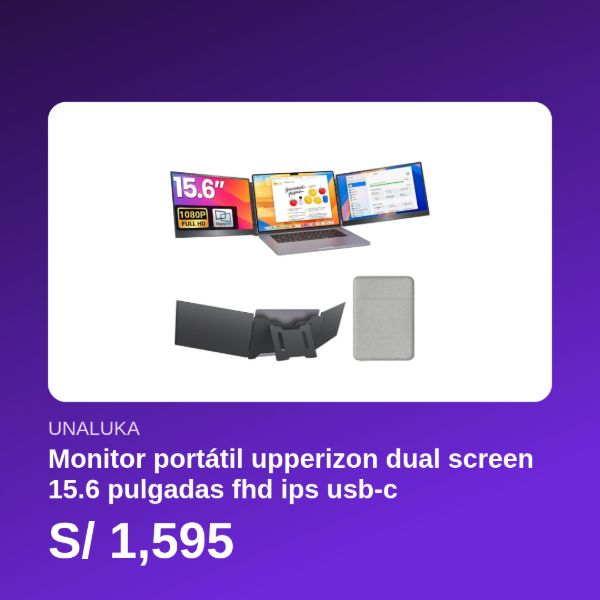 15.6"
1080P
FULL HD
UNALUKA
Monitor portátil upperizon dual screen
15.6 pulgadas fhd ips usb-c
S/ 1,595